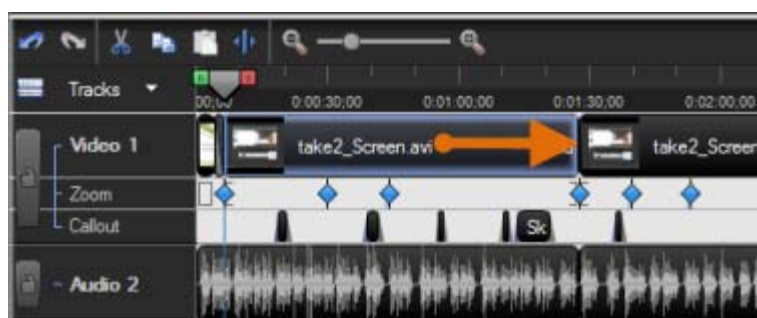 Tracks
00;00 0:00:30;00 0:01:00;00 0:01:30;00 0:02:00;00
Video 1
take2_Screen.avi
take2_Screen
Zoom
Callout
Sk
Audio 2